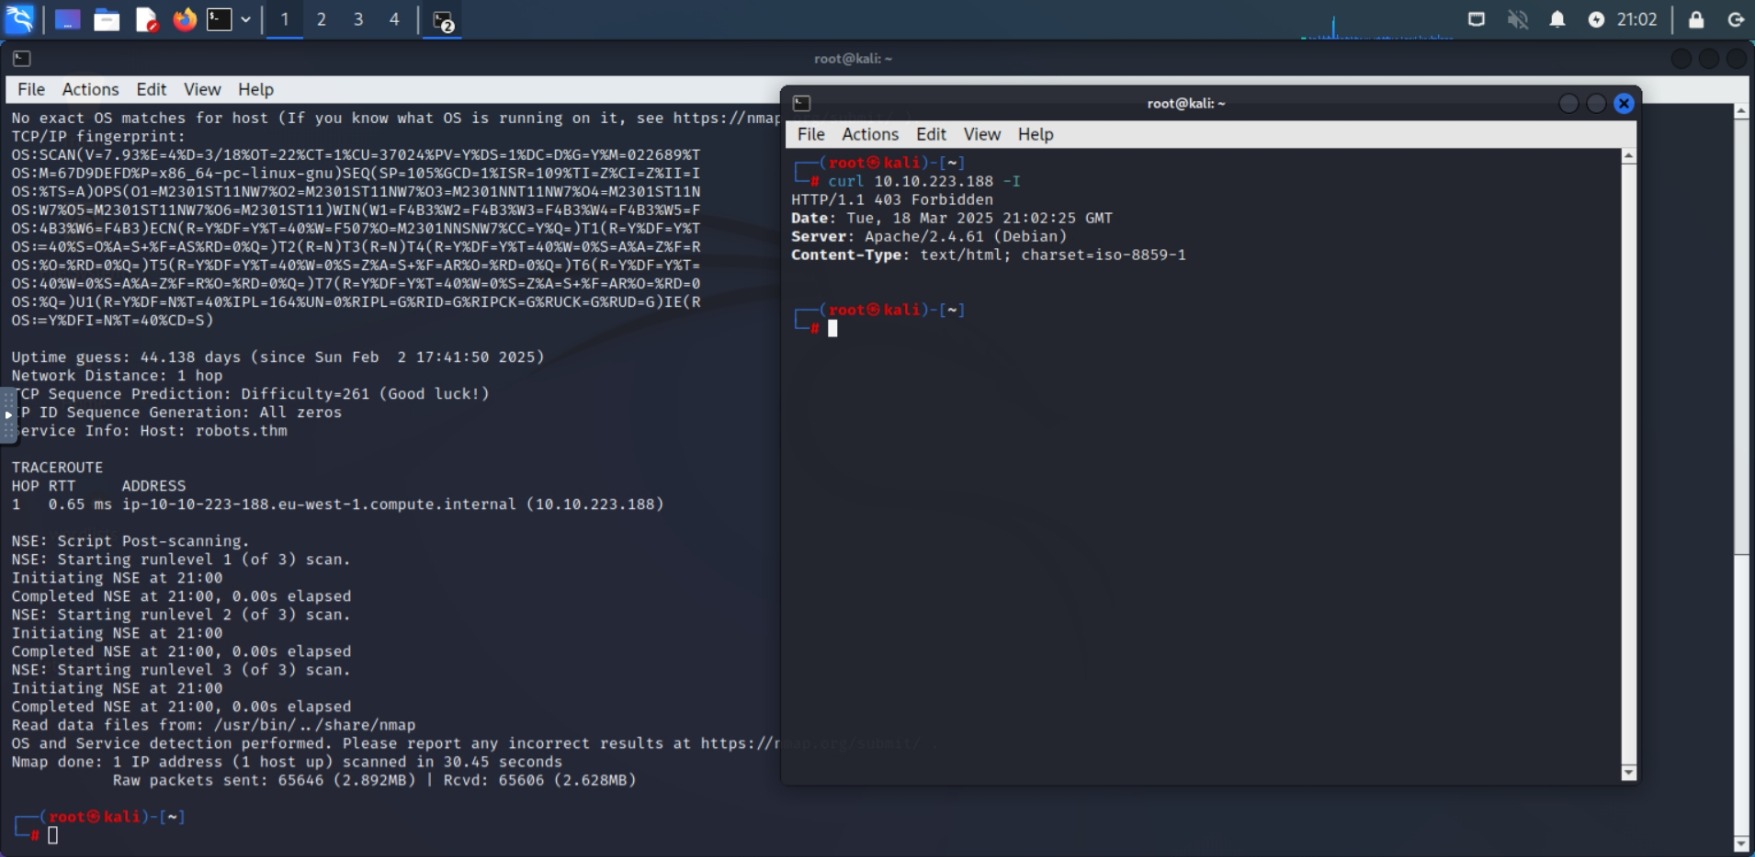 1 2 3 4 2 21:02
root@kali: ~
File Actions Edit View Help
No exact OS matches for host (If you know what OS is running on it, see https://nmap
TCP/IP fingerprint:
OS:SCAN(V=7.93%E=4%D=3/18%OT=22%CT=1%CU=37024%PV=Y%DS=1%DC=D%G=Y%M=022689%T
OS:M=67D9DEFD%P=x86_64-pc-linux-gnu)SEQ(SP=105%GCD=1%ISR=109%TI=Z%CI=Z%II=I
OS:%TS=A)OPS(O1=M2301ST11NW7%O2=M2301ST11NW7%O3=M2301NNT11NW7%O4=M2301ST11N
OS:W7%O5=M2301ST11NW7%O6=M2301ST11)WIN(W1=F4B3%W2=F4B3%W3=F4B3%W4=F4B3%W5=F
OS:4B3%W6=F4B3)ECN(R=Y%DF=Y%T=40%W=F507%O=M2301NNSNW7%CC=Y%Q=)T1(R=Y%DF=Y%T
OS:=40%S=O%A=S+%F=AS%RD=0%Q=)T2(R=N)T3(R=N)T4(R=Y%DF=Y%T=40%W=0%S=A%A=Z%F=R
OS:%O=%RD=0%Q=)T5(R=Y%DF=Y%T=40%W=0%S=Z%A=S+%F=AR%O=%RD=0%Q=)T6(R=Y%DF=Y%T=
OS:40%W=0%S=A%A=Z%F=R%O=%RD=0%Q=)T7(R=Y%DF=Y%T=40%W=0%S=Z%A=S+%F=AR%O=%RD=0
OS:%Q=)U1(R=Y%DF=N%T=40%IPL=164%UN=0%RIPL=G%RID=G%RIPCK=G%RUCK=G%RUD=G)IE(R
OS:=Y%DFI=N%T=40%CD=S)
Uptime guess: 44.138 days (since Sun Feb  2 17:41:50 2025)
Network Distance: 1 hop
TCP Sequence Prediction: Difficulty=261 (Good luck!)
IP ID Sequence Generation: All zeros
Service Info: Host: robots.thm
TRACEROUTE
HOP RTT     ADDRESS
1   0.65 ms ip-10-10-223-188.eu-west-1.compute.internal (10.10.223.188)
NSE: Script Post-scanning.
NSE: Starting runlevel 1 (of 3) scan.
Initiating NSE at 21:00
Completed NSE at 21:00, 0.00s elapsed
NSE: Starting runlevel 2 (of 3) scan.
Initiating NSE at 21:00
Completed NSE at 21:00, 0.00s elapsed
NSE: Starting runlevel 3 (of 3) scan.
Initiating NSE at 21:00
Completed NSE at 21:00, 0.00s elapsed
Read data files from: /usr/bin/../share/nmap
OS and Service detection performed. Please report any incorrect results at https://nmap.org/submit/ .
Nmap done: 1 IP address (1 host up) scanned in 30.45 seconds
Raw packets sent: 65646 (2.892MB) | Rcvd: 65606 (2.628MB)
┌──(root㉿kali)-[~]
└─#
root@kali: ~
File Actions Edit View Help
┌──(root㉿kali)-[~]
└─# curl 10.10.223.188 -I
HTTP/1.1 403 Forbidden
Date: Tue, 18 Mar 2025 21:02:25 GMT
Server: Apache/2.4.61 (Debian)
Content-Type: text/html; charset=iso-8859-1
┌──(root㉿kali)-[~]
└─#